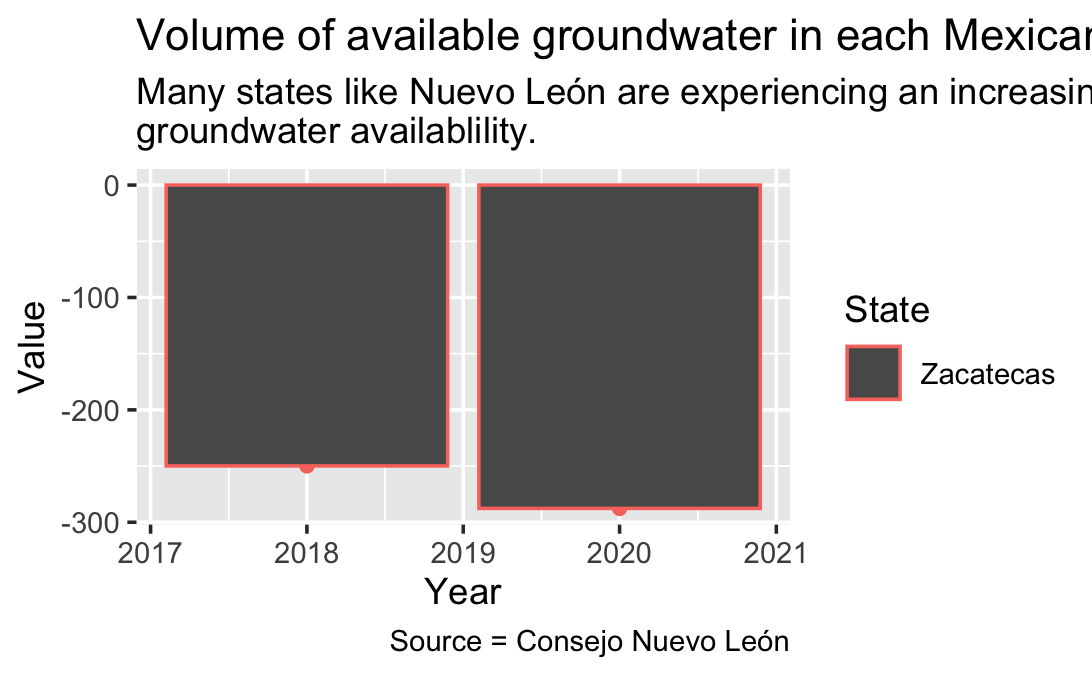 Volume of available groundwater in each Mexican
Many states like Nuevo León are experiencing an increasin
groundwater availablility.
0
-100
-200
-300
Value
2017 2018 2019 2020 2021
Year
State
Zacatecas
Source = Consejo Nuevo León